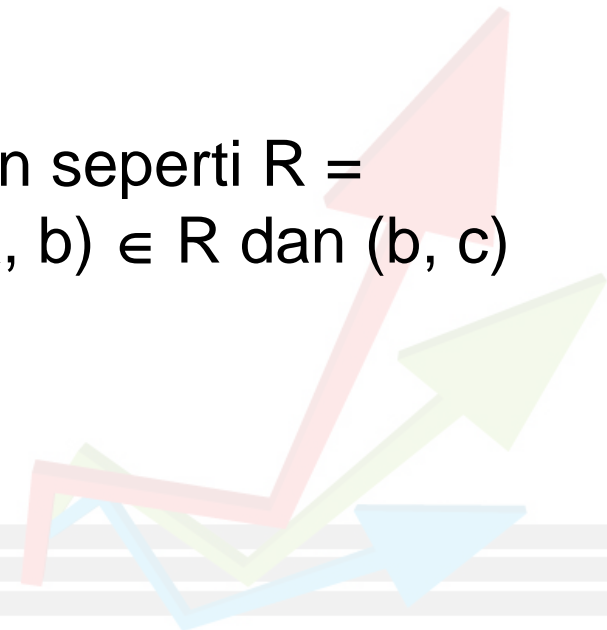 n seperti R =
, b) ∈ R dan (b, c)